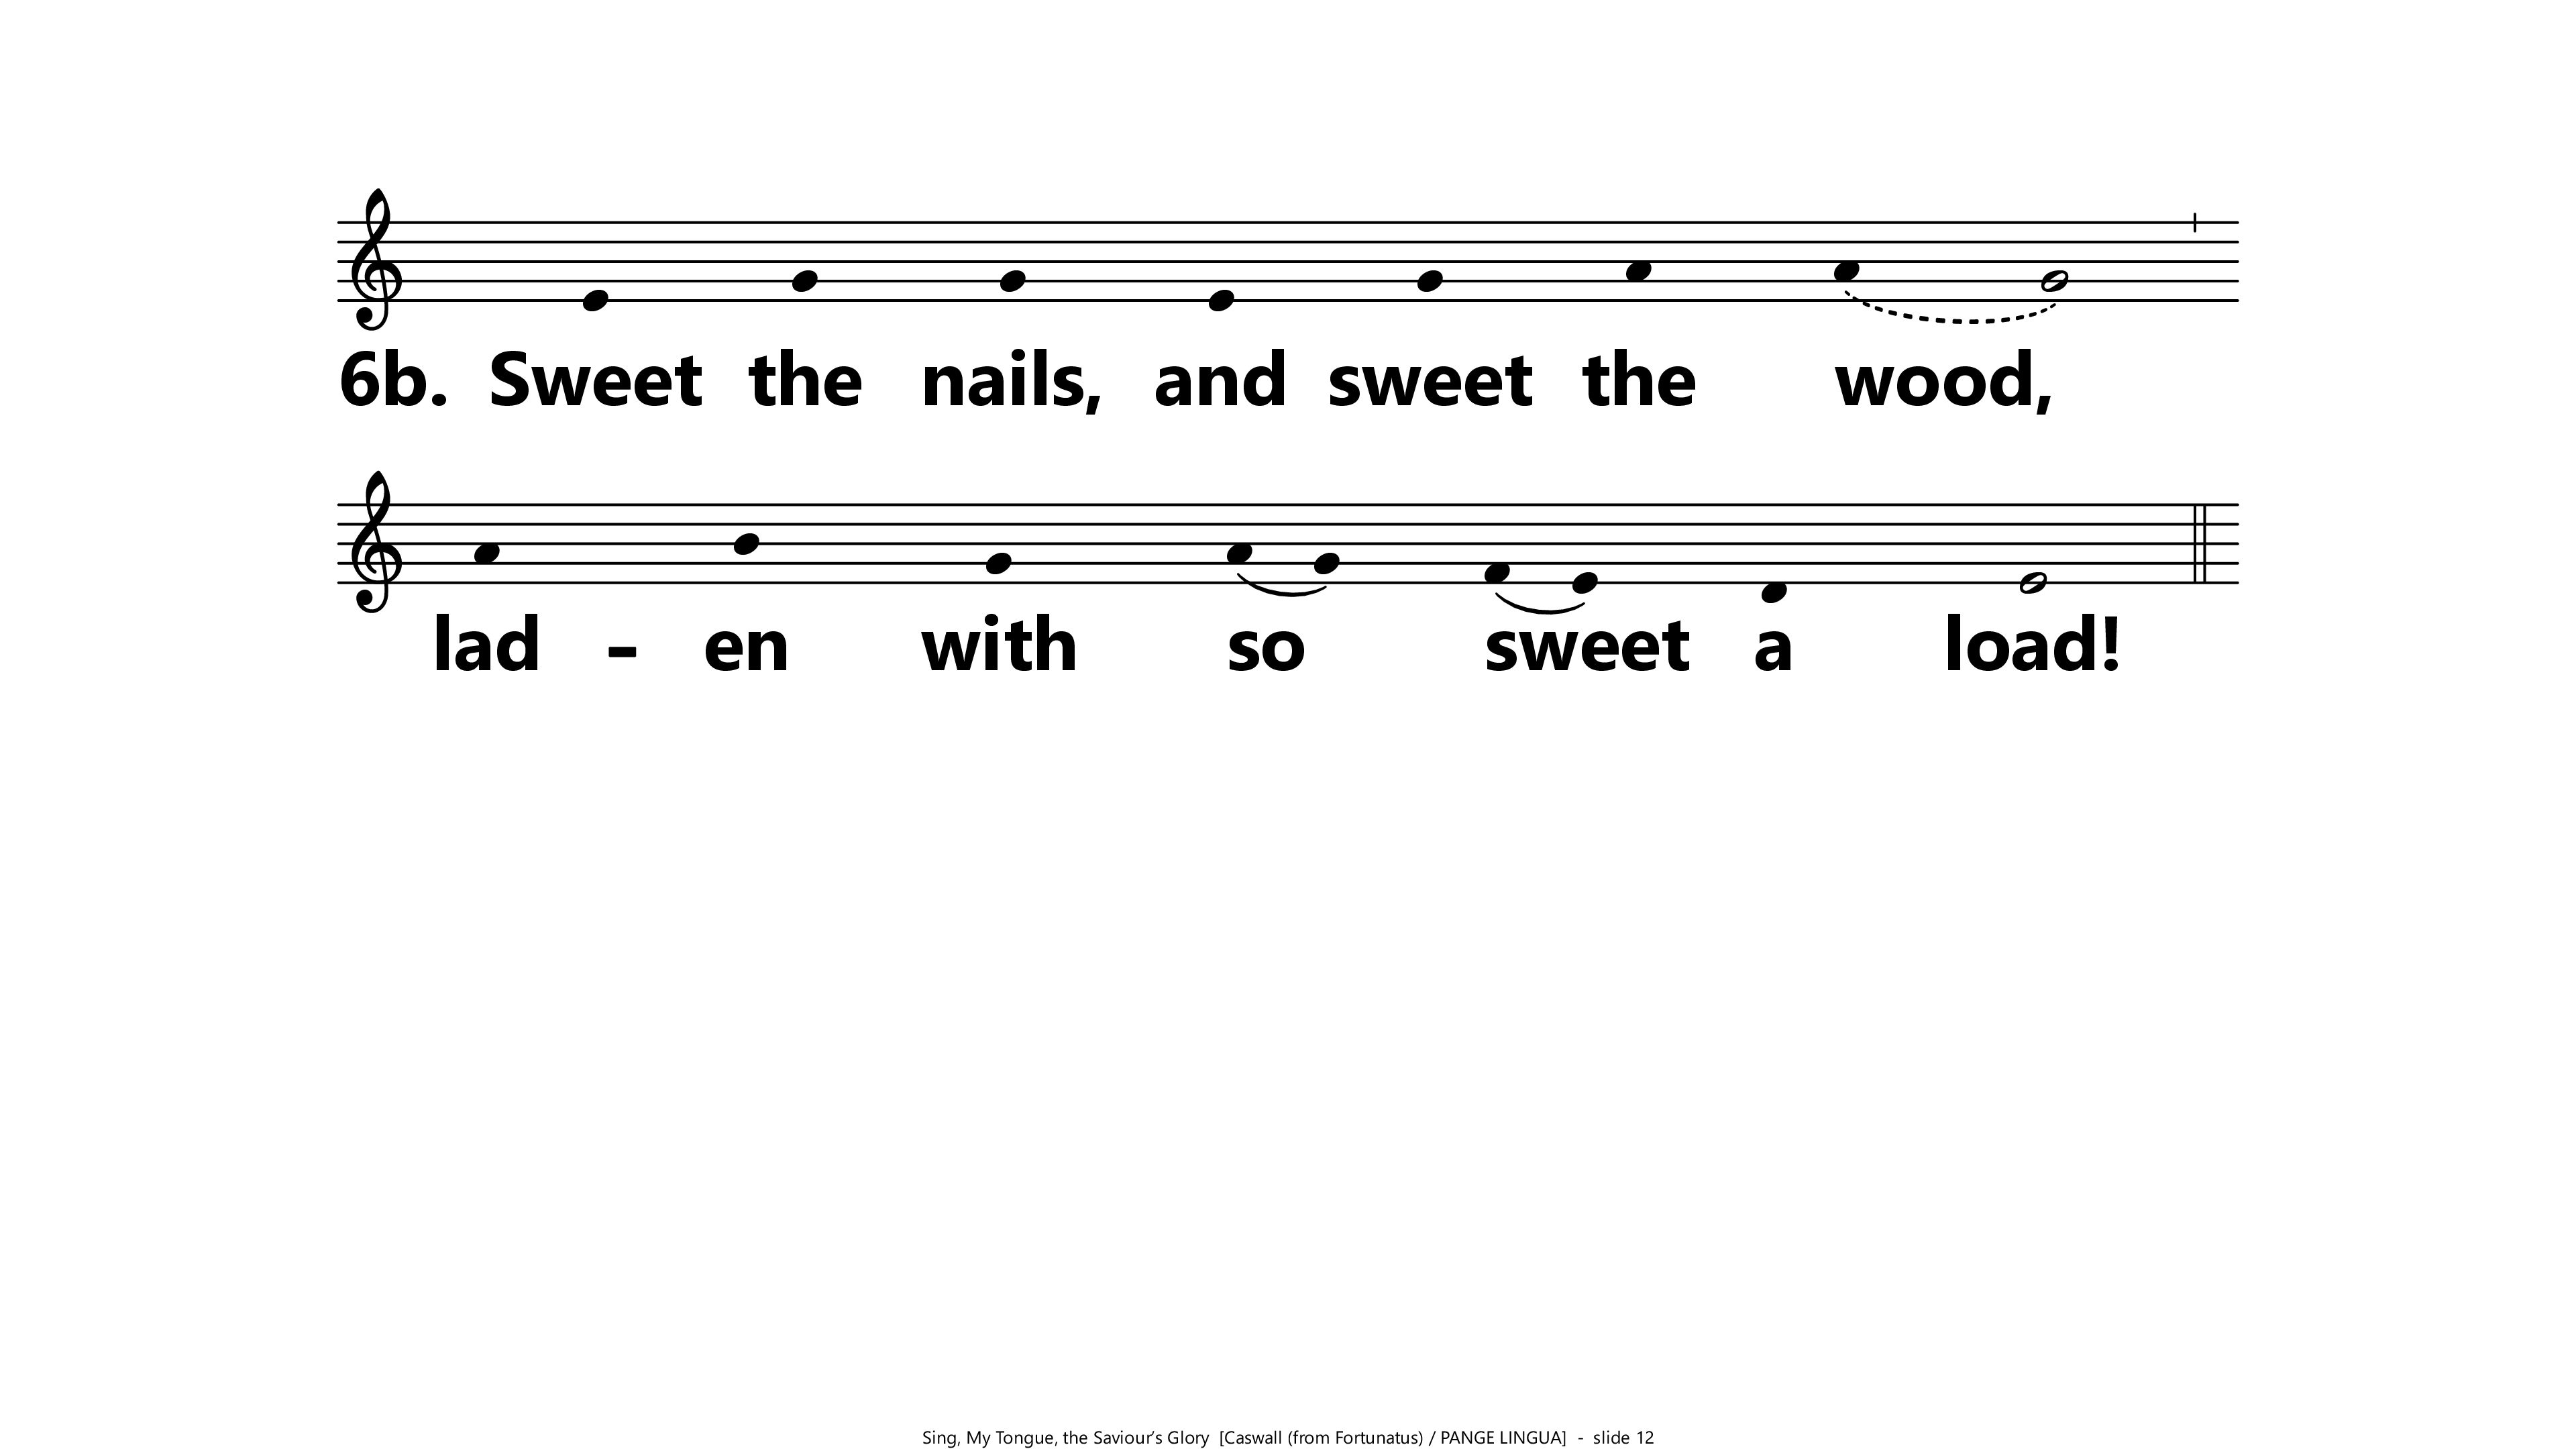 6b. Sweet the nails, and sweet the wood,
lad - en with so sweet a load!
Sing, My Tongue, the Saviour’s Glory [Caswall (from Fortunatus) / PANGE LINGUA] - slide 12